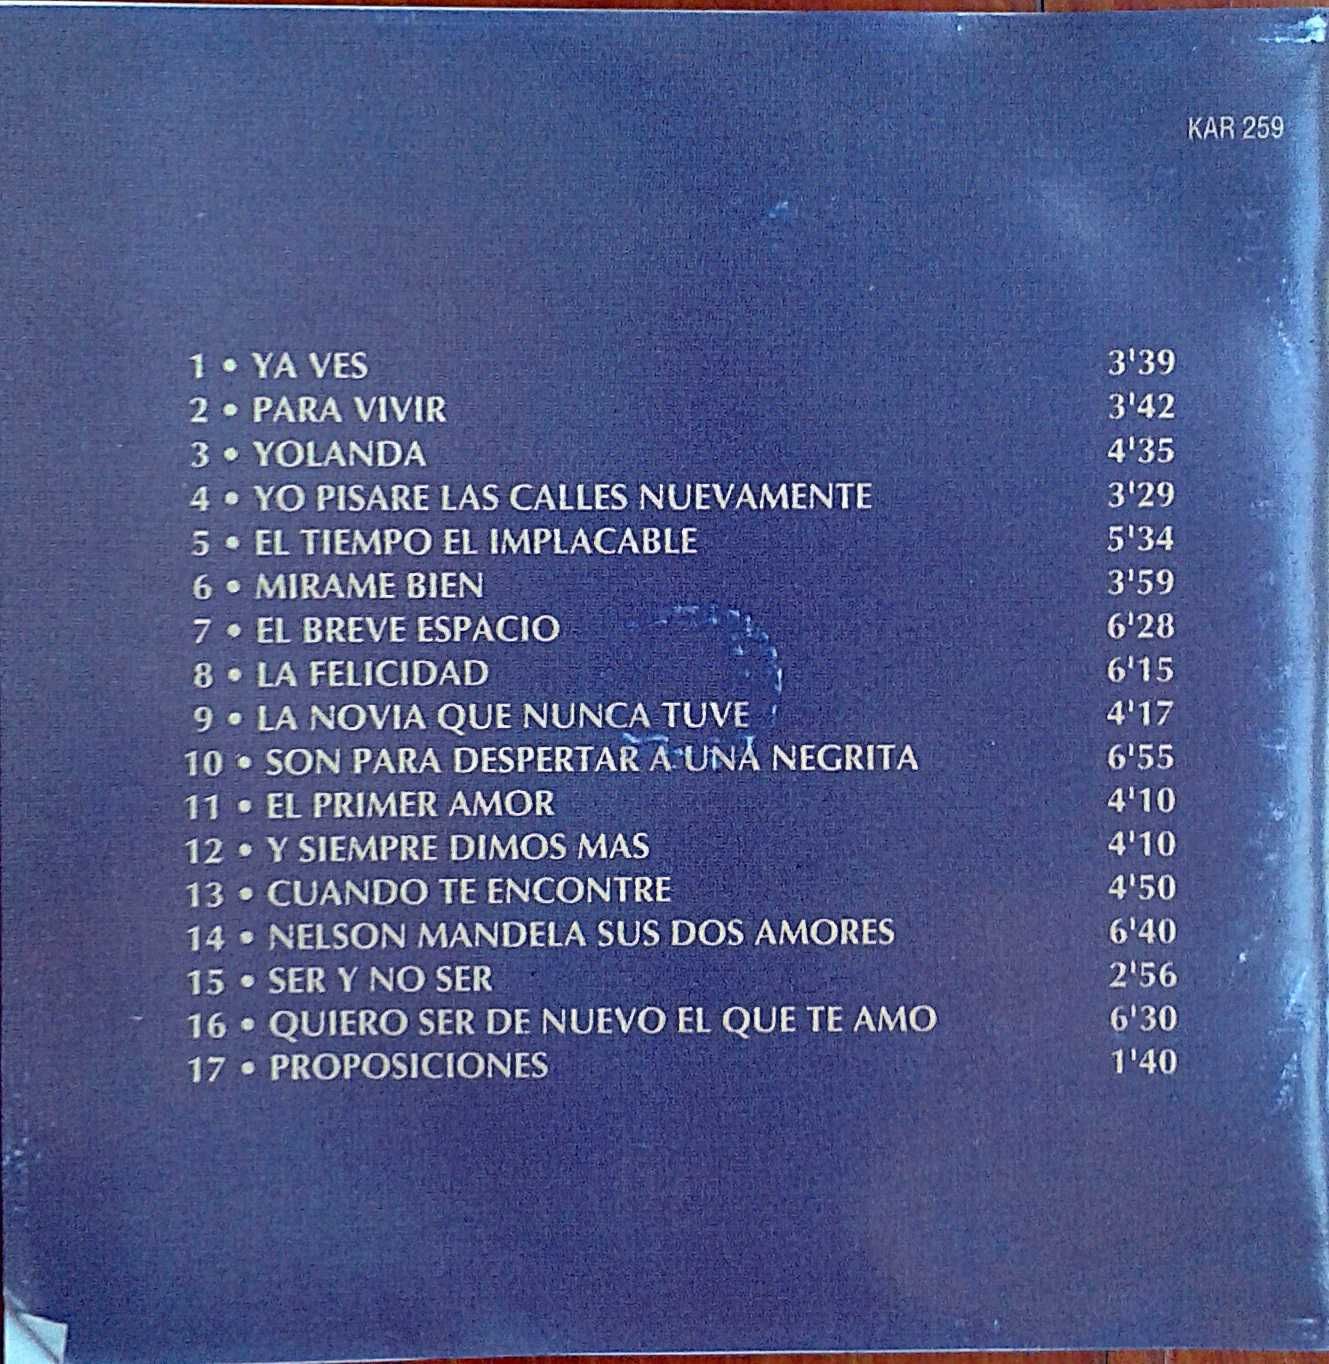 KAR 259
1 • YA VES 3'39
2 • PARA VIVIR 3'42
3 • YOLANDA 4'35
4 • YO PISARE LAS CALLES NUEVAMENTE 3'29
5 • EL TIEMPO EL IMPLACABLE 5'34
6 • MIRAME BIEN 3'59
7 • EL BREVE ESPACIO 6'28
8 • LA FELICIDAD 6'15
9 • LA NOVIA QUE NUNCA TUVE 4'17
10 • SON PARA DESPERTAR A UNA NEGRITA 6'55
11 • EL PRIMER AMOR 4'10
12 • Y SIEMPRE DIMOS MAS 4'10
13 • CUANDO TE ENCONTRE 4'50
14 • NELSON MANDELA SUS DOS AMORES 6'40
15 • SER Y NO SER 2'56
16 • QUIERO SER DE NUEVO EL QUE TE AMO 6'30
17 • PROPOSICIONES 1'40